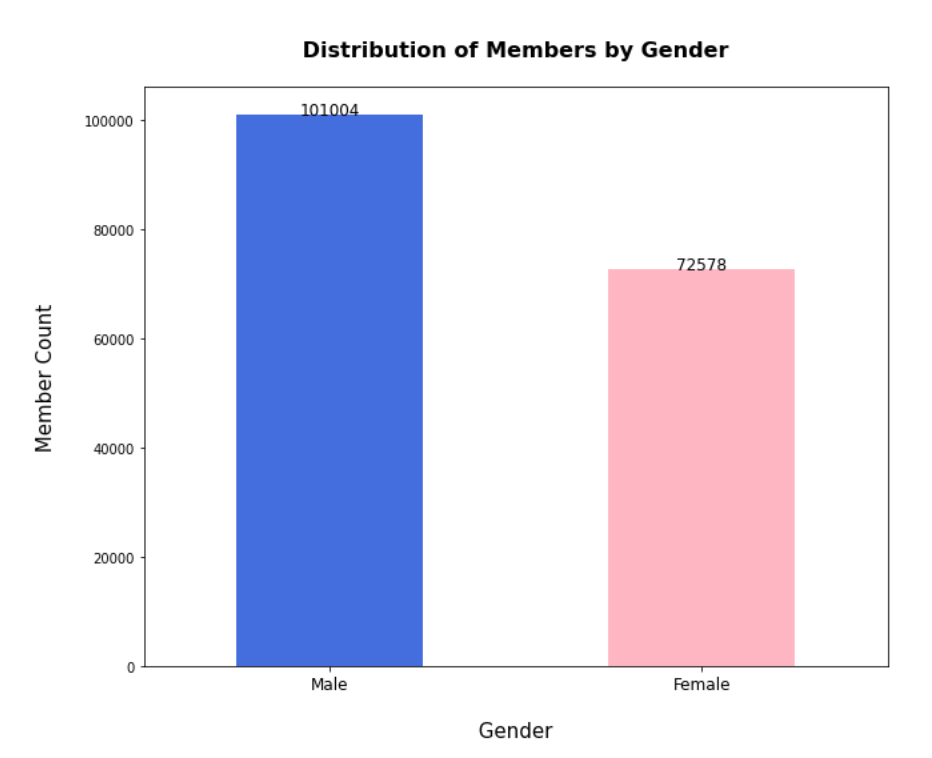 Distribution of Members by Gender
101004
72578
100000
80000
60000
40000
20000
0
Member Count
Male
Female
Gender